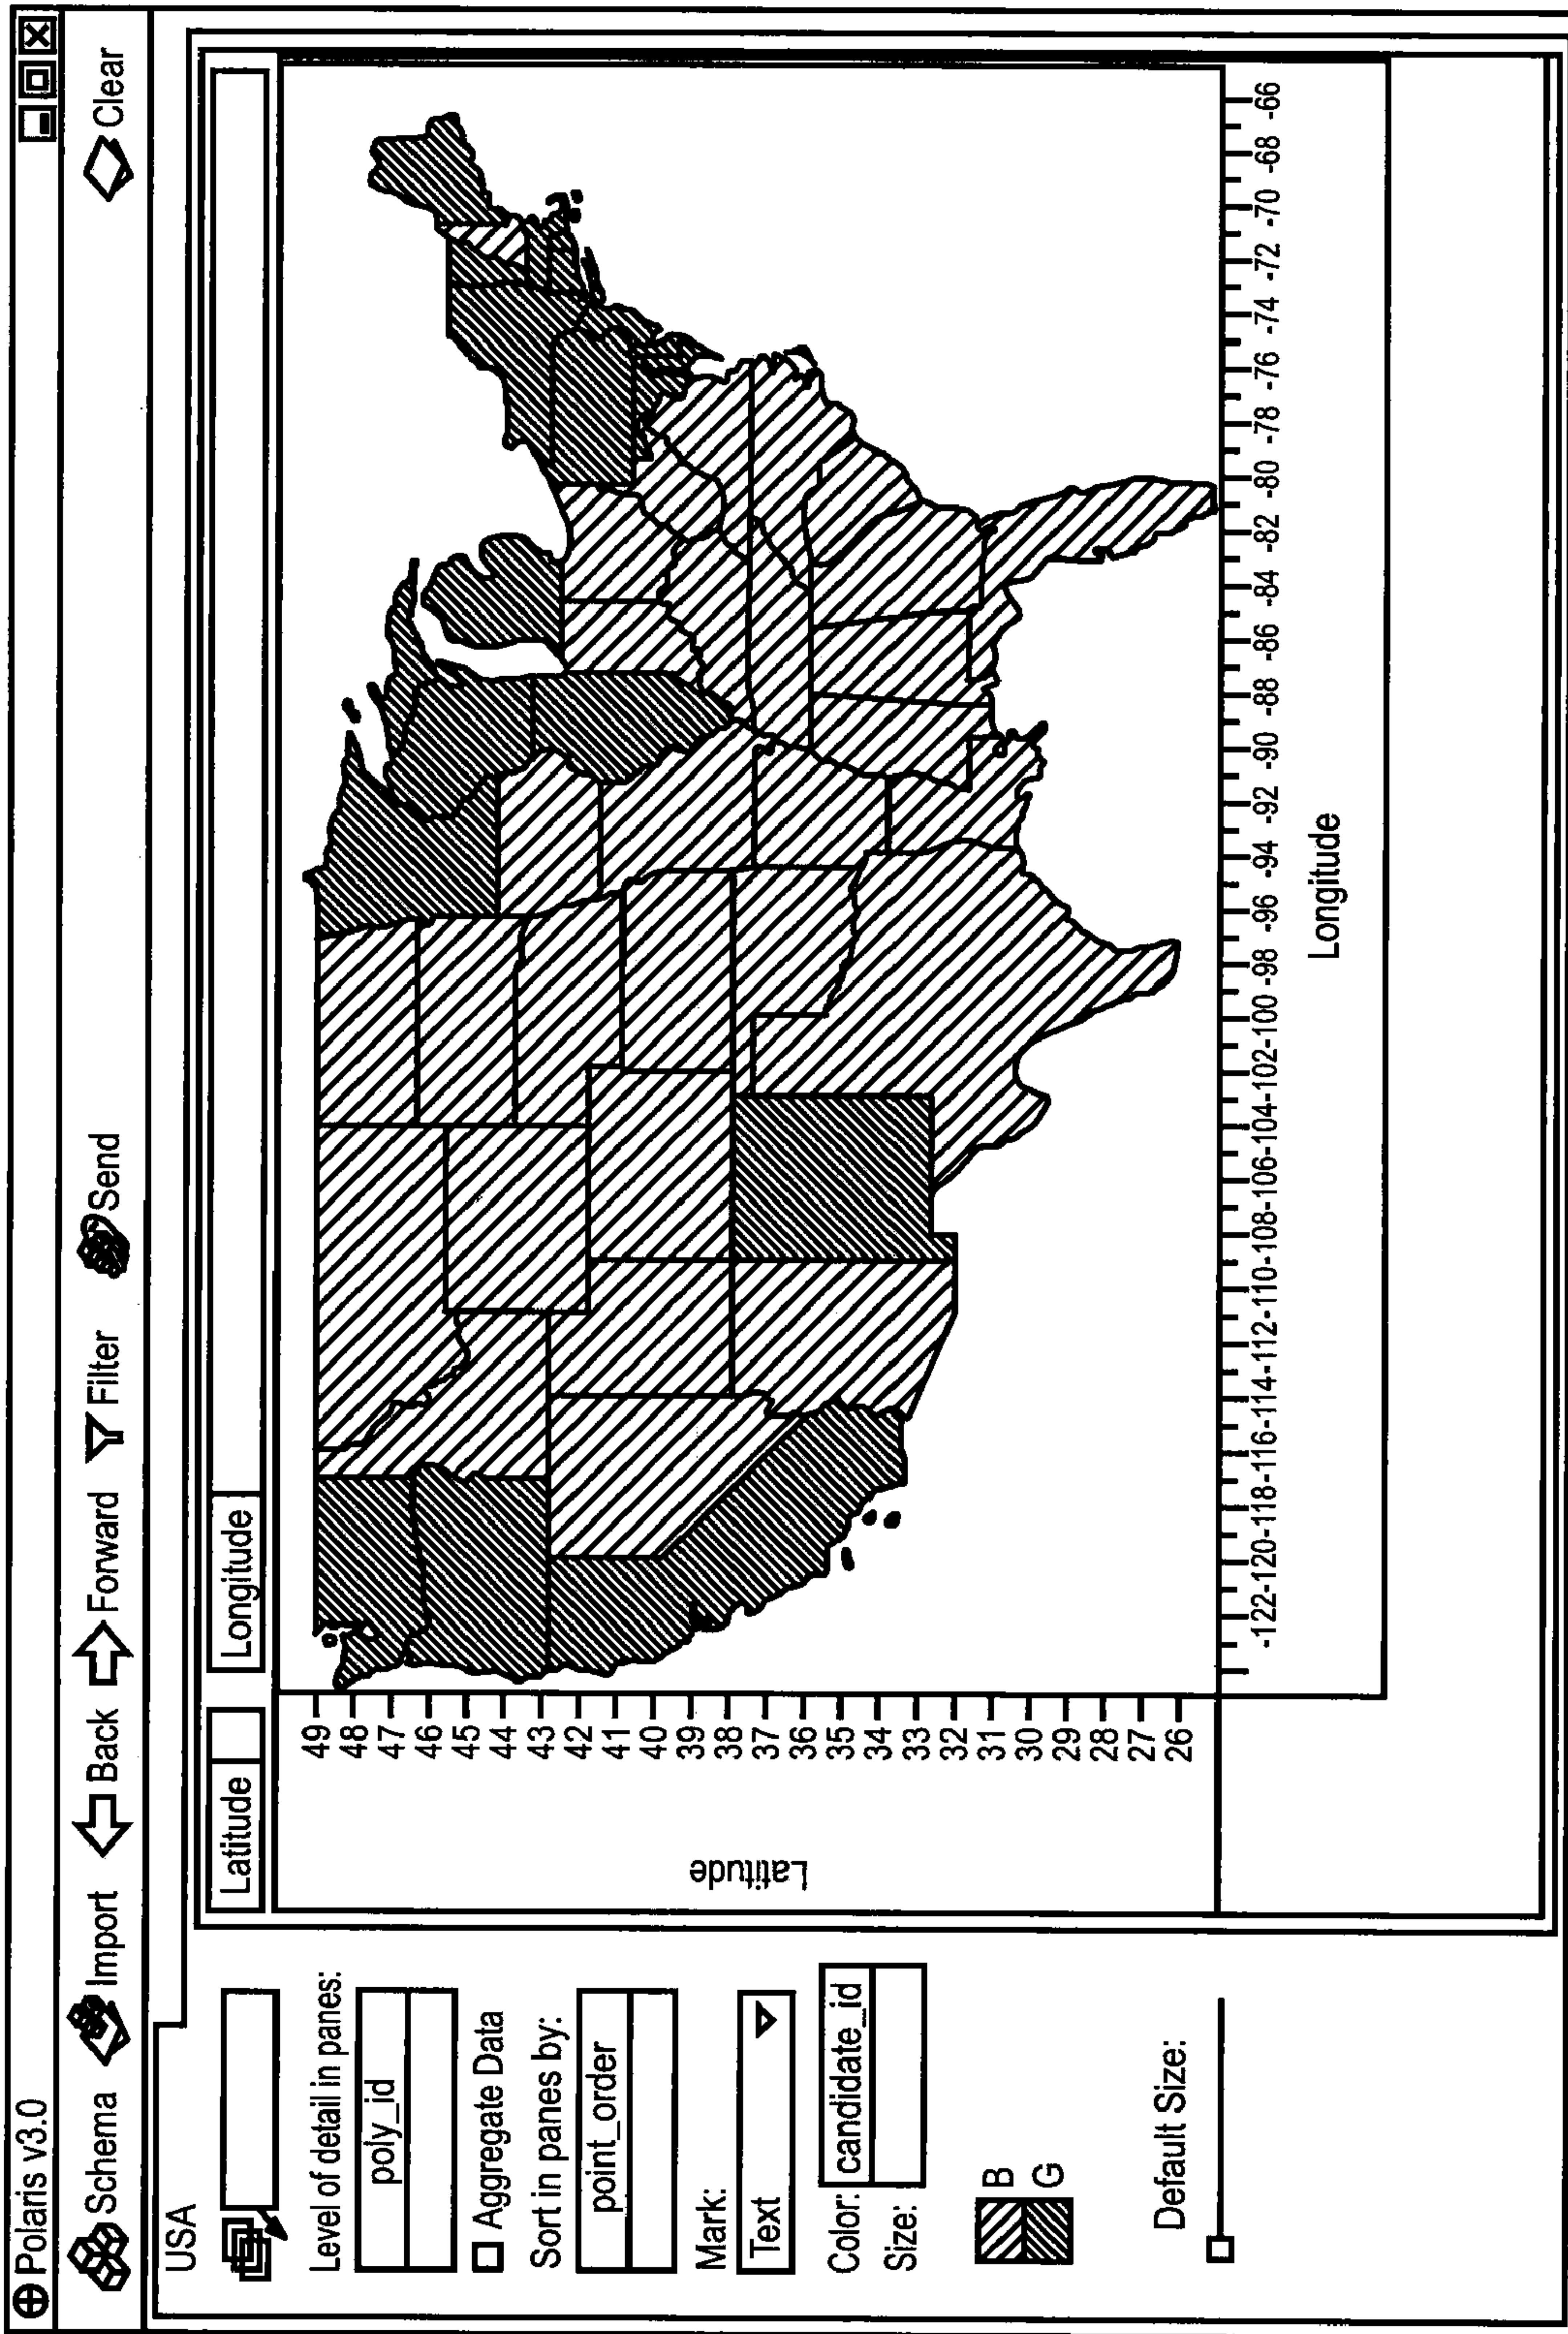 Polaris v3.0
Schema Import Back Forward Filter Send Clear
USA
Level of detail in panes:
poly_id
Aggregate Data
Sort in panes by:
point_order
Mark:
Text
Color: candidate_id
Size:
B
G
Default Size:
Latitude
Longitude
Latitude
49
48
47
46
45
44
43
42
41
40
39
38
37
36
35
34
33
32
31
30
29
28
27
26
-122-120-118-116-114-112-110-108-106-104-102-100 -98 -96 -94 -92 -90 -88 -86 -84 -82 -80 -78 -76 -74 -72 -70 -68 -66
Longitude